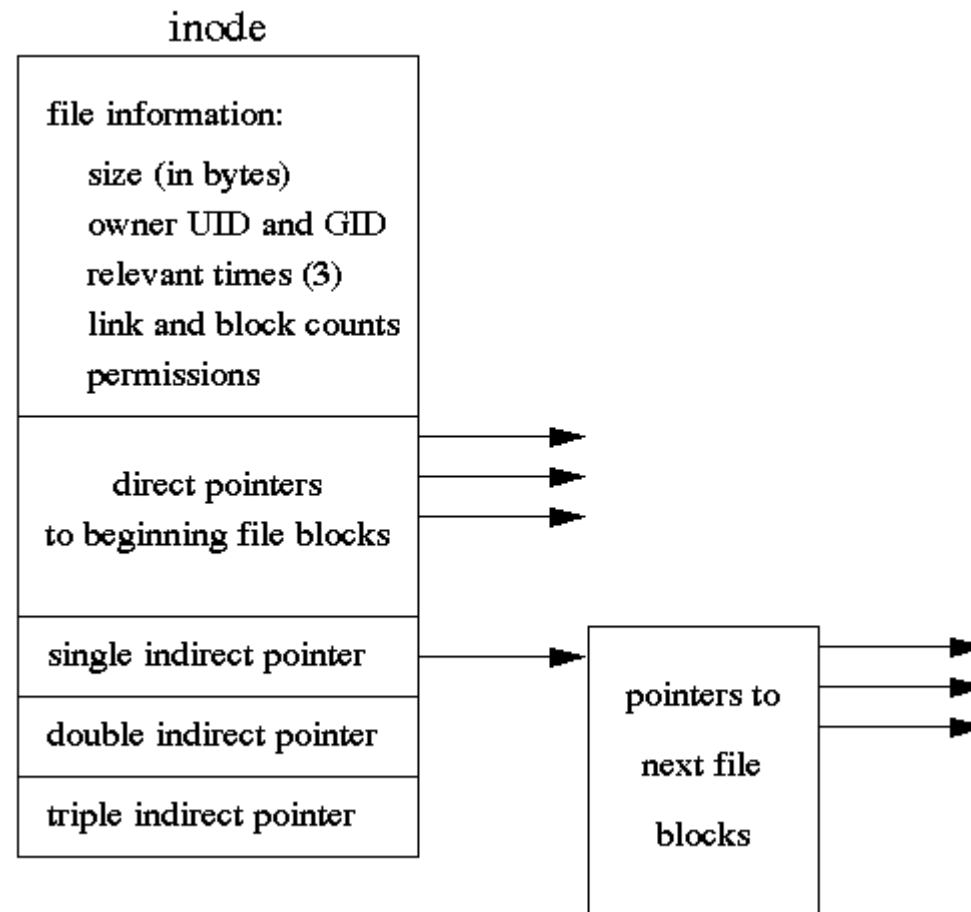 inode
file information:
size (in bytes)
owner UID and GID
relevant times (3)
link and block counts
permissions
direct pointers
to beginning file blocks
single indirect pointer
double indirect pointer
triple indirect pointer
pointers to
next file
blocks